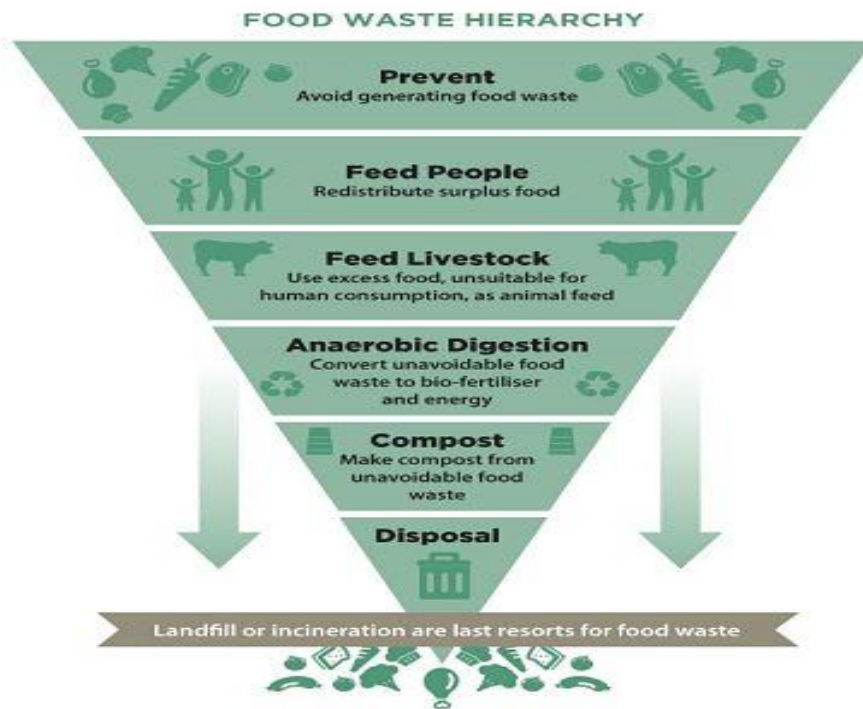 FOOD WASTE HIERARCHY
Prevent
Avoid generating food waste
Feed People
Redistribute surplus food
Feed Livestock
Use excess food, unsuitable for
human consumption, as animal feed
Anaerobic Digestion
Convert unavoidable food
waste to bio-fertiliser
and energy
Compost
Make compost from
unavoidable food
waste
Disposal
Landfill or incineration are last resorts for food waste